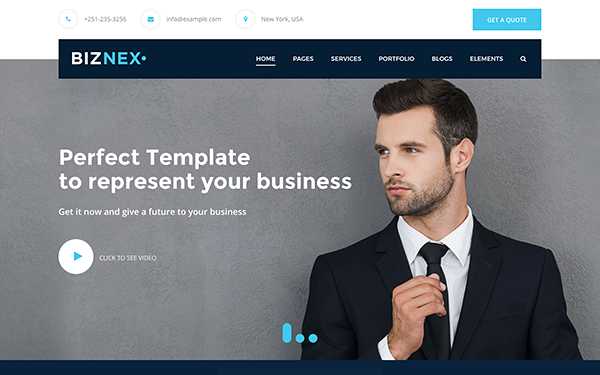 +251-235-3256 info@example.com New York, USA GET A QUOTE
BIZNEX HOME PAGES SERVICES PORTFOLIO BLOGS ELEMENTS
Perfect Template
to represent your business
Get it now and give a future to your business
CLICK TO SEE VIDEO